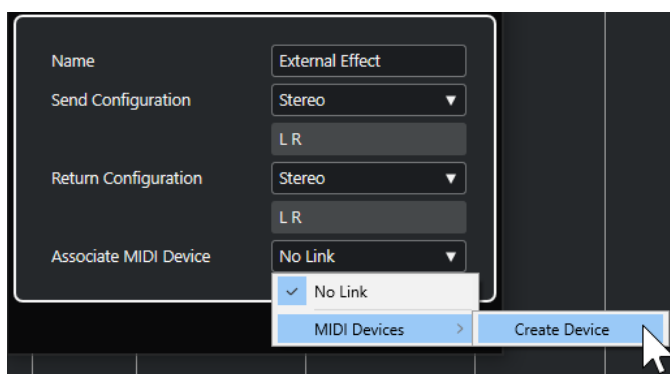 Name
External Effect
Send Configuration
Stereo
L R
Return Configuration
Stereo
L R
Associate MIDI Device
No Link
No Link
MIDI Devices
Create Device